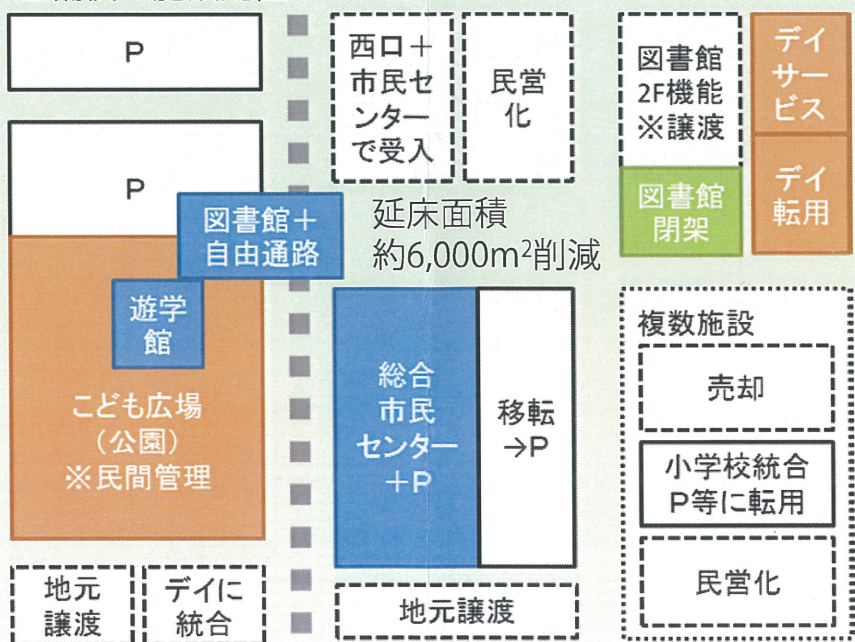 P
P
図書館＋
自由通路
遊学
館
こども広場
（公園）
※民間管理
地元
譲渡
デイに
統合
西口＋
市民セ
ンター
で受入
民営
化
延床面積
約6,000m²削減
総合
市民
センター
＋P
移転
→P
地元譲渡
図書館
2F機能
※譲渡
図書館
閉架
デイ
サー
ビス
デイ
転用
複数施設
売却
小学校統合
P等に転用
民営化